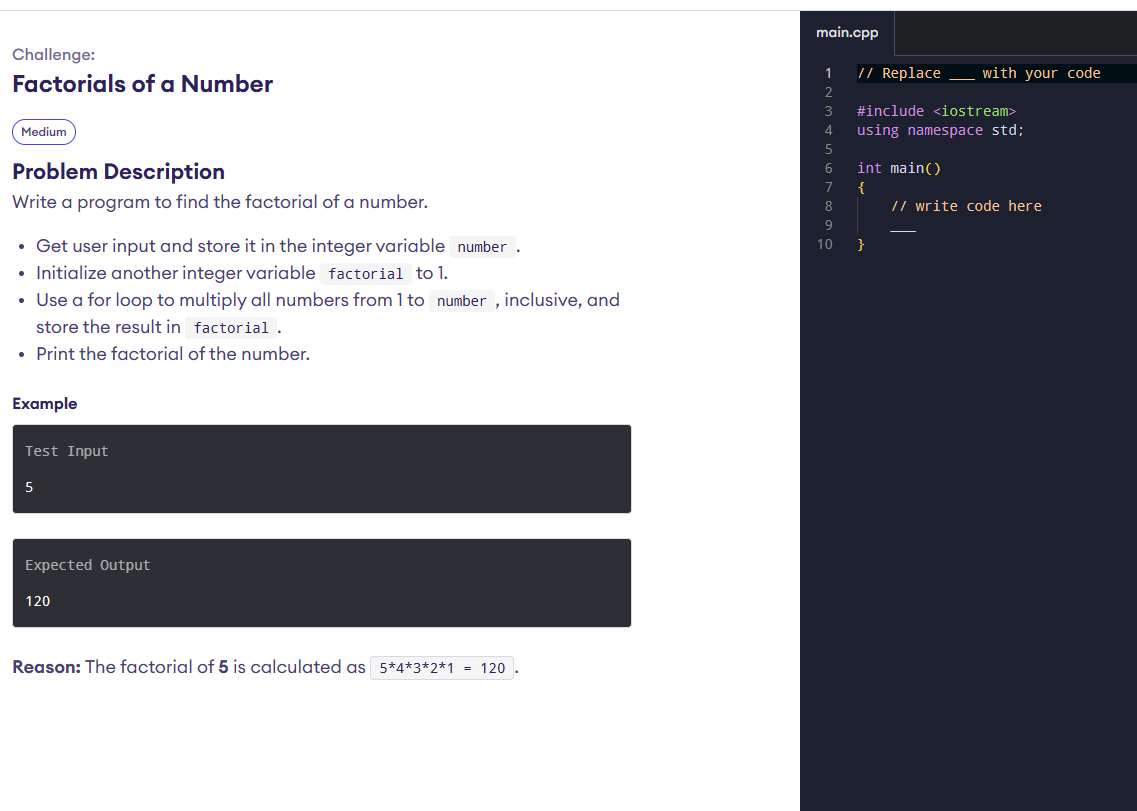 Challenge:
Factorials of a Number
Medium
Problem Description
Write a program to find the factorial of a number.
• Get user input and store it in the integer variable number .
• Initialize another integer variable factorial to 1.
• Use a for loop to multiply all numbers from 1 to number , inclusive, and
store the result in factorial .
• Print the factorial of the number.
Example
Test Input
5
Expected Output
120
Reason: The factorial of 5 is calculated as 5*4*3*2*1 = 120 .
main.cpp
1 // Replace ___ with your code
2
3 #include <iostream>
4 using namespace std;
5
6 int main()
7 {
8 // write code here
9 ___
10 }